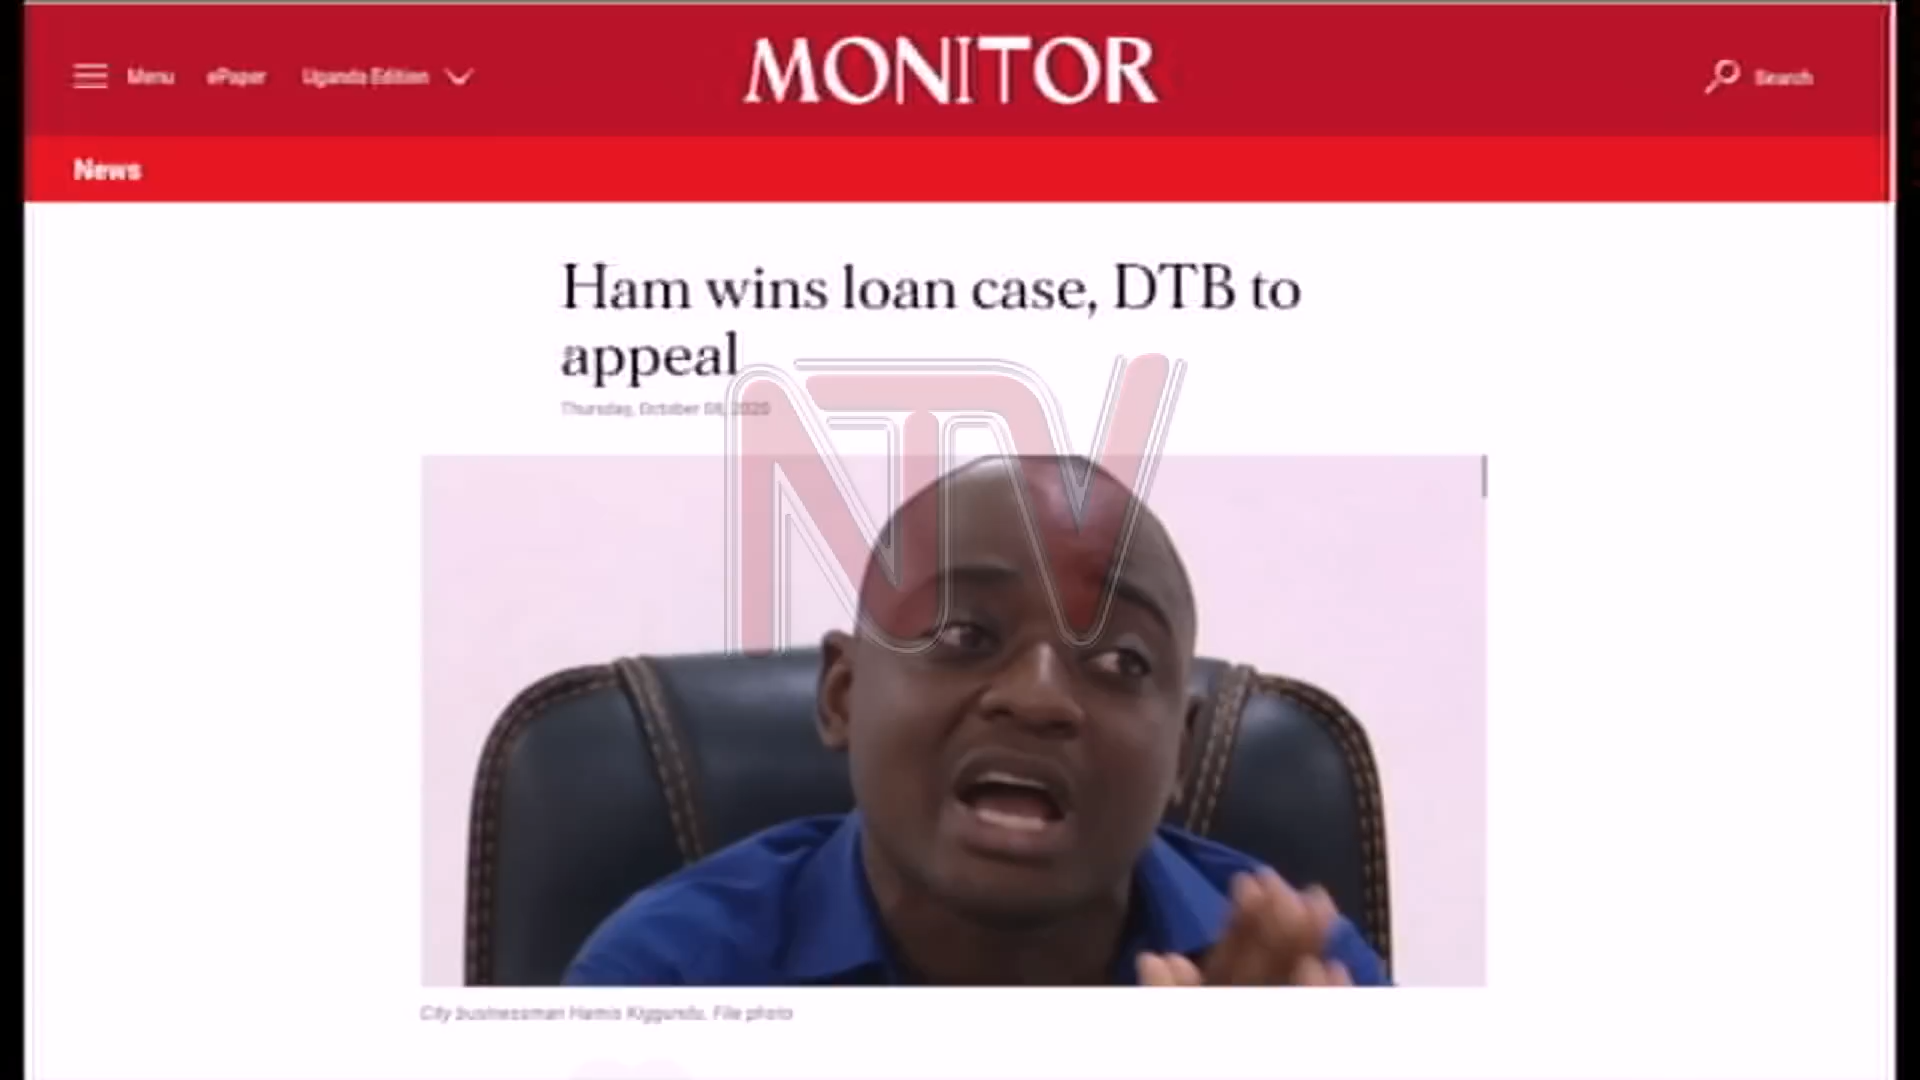 Menu ePaper Uganda Edition MONITOR Search
News
Ham wins loan case, DTB to
appeal
Thursday, October 08, 2020
NTV
City businessman Hamis Kiggundu. File photo